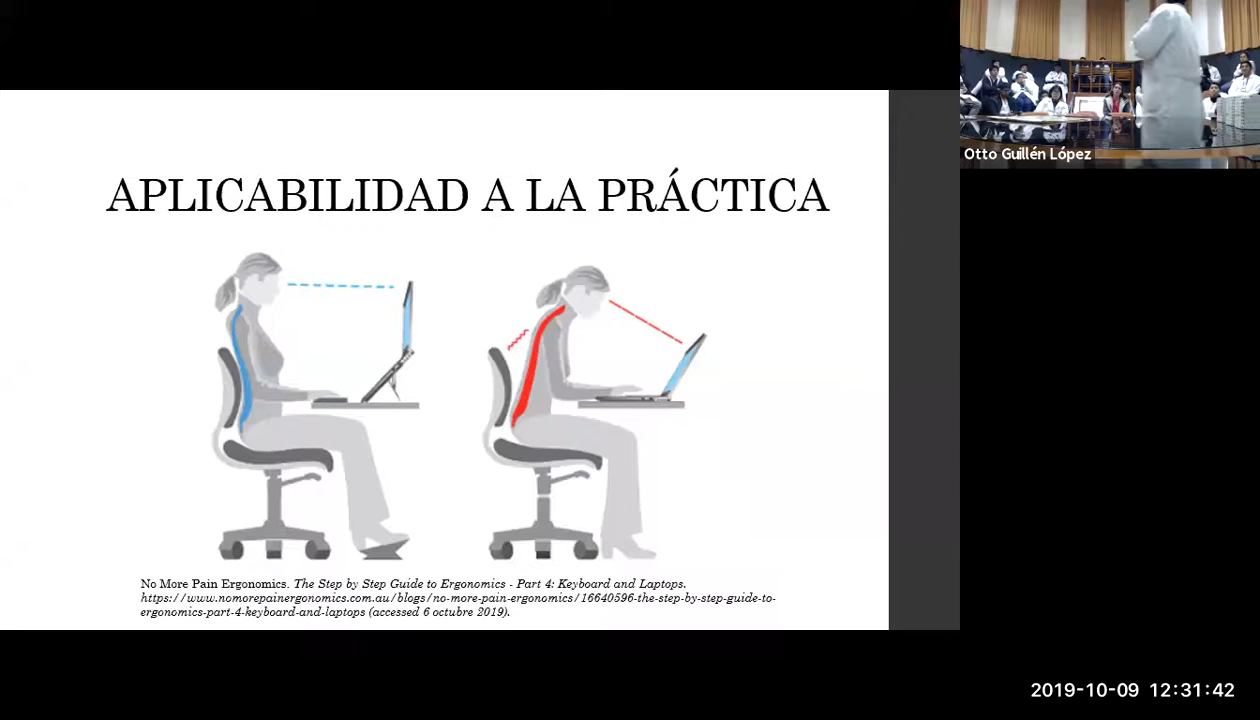 APLICABILIDAD A LA PRÁCTICA
No More Pain Ergonomics. The Step by Step Guide to Ergonomics - Part 4: Keyboard and Laptops.
https://www.nomorepainergonomics.com.au/blogs/no-more-pain-ergonomics/16640596-the-step-by-step-guide-to-
ergonomics-part-4-keyboard-and-laptops (accessed 6 octubre 2019).
Otto Guillén López
2019-10-09 12:31:42